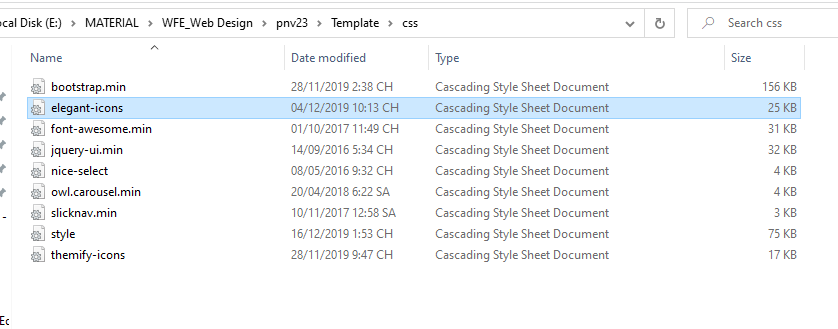 ocal Disk (E:) > MATERIAL > WFE_Web Design > pnv23 > Template > css Search css
Name Date modified Type Size
bootstrap.min 28/11/2019 2:38 CH Cascading Style Sheet Document 156 KB
elegant-icons 04/12/2019 10:13 CH Cascading Style Sheet Document 25 KB
font-awesome.min 01/10/2017 11:49 CH Cascading Style Sheet Document 31 KB
jquery-ui.min 14/09/2016 5:34 CH Cascading Style Sheet Document 32 KB
nice-select 08/05/2016 9:32 CH Cascading Style Sheet Document 4 KB
owl.carousel.min 20/04/2018 6:22 SA Cascading Style Sheet Document 4 KB
slicknav.min 10/11/2017 12:58 SA Cascading Style Sheet Document 3 KB
style 16/12/2019 1:53 CH Cascading Style Sheet Document 75 KB
themify-icons 28/11/2019 9:47 CH Cascading Style Sheet Document 17 KB